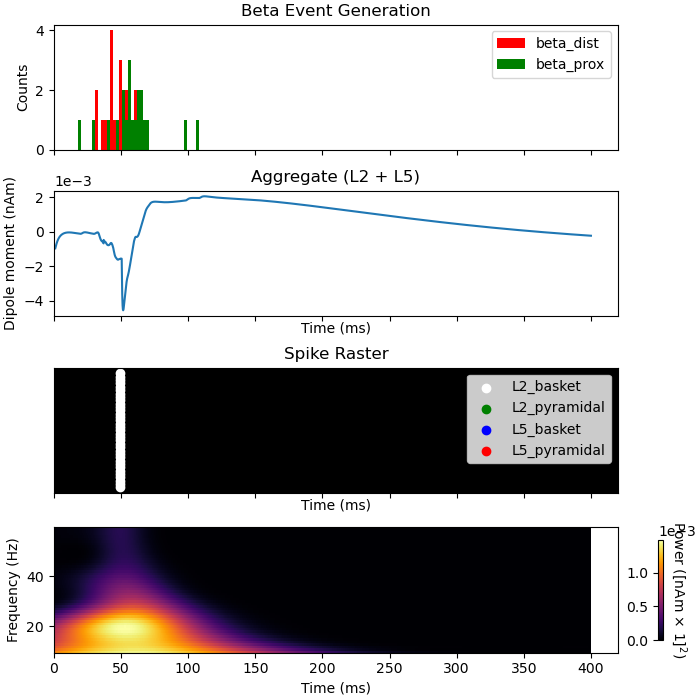 Beta Event Generation
4
2
0
Counts
beta_dist
beta_prox
Aggregate (L2 + L5)
1e−3
2
0
−2
−4
Dipole moment (nAm)
Time (ms)
Spike Raster
L2_basket
L2_pyramidal
L5_basket
L5_pyramidal
Time (ms)
40
20
Frequency (Hz)
0 50 100 150 200 250 300 350 400
Time (ms)
1.0
0.5
0.0
Power ([nAm × 1]²)